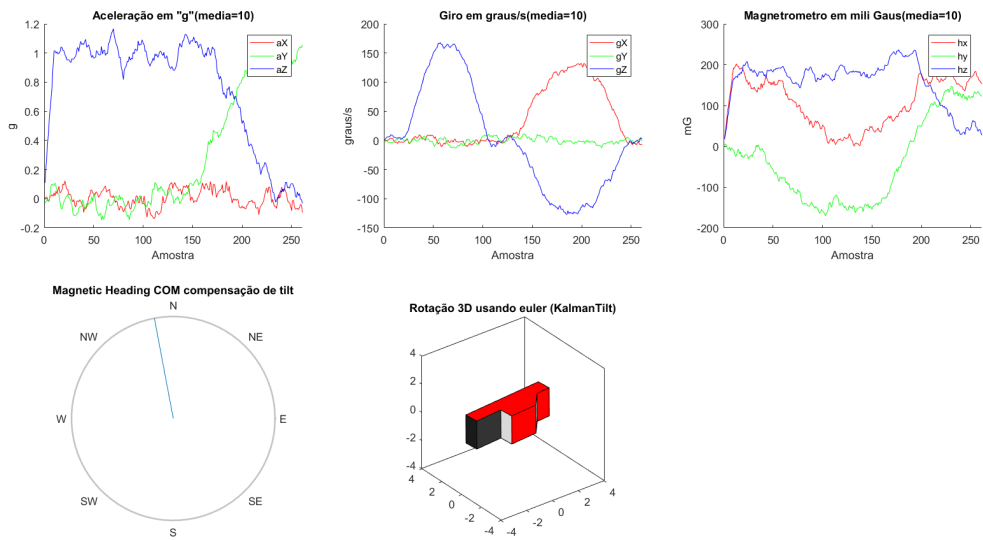 Aceleração em "g"(media=10)
1.2
1
0.8
0.6
0.4
0.2
0
-0.2
g
0 50 100 150 200 250
Amostra
aX
aY
aZ
Giro em graus/s(media=10)
200
150
100
50
0
-50
-100
-150
graus/s
0 50 100 150 200 250
Amostra
gX
gY
gZ
Magnetrometro em mili Gaus(media=10)
300
200
100
0
-100
-200
mG
0 50 100 150 200 250
Amostra
hx
hy
hz
Magnetic Heading COM compensação de tilt
N
NW NE
W E
SW SE
S
Rotação 3D usando euler (KalmanTilt)
4
2
0
-2
-4
4
2
0
-2
-4
-4
-2
0
2
4